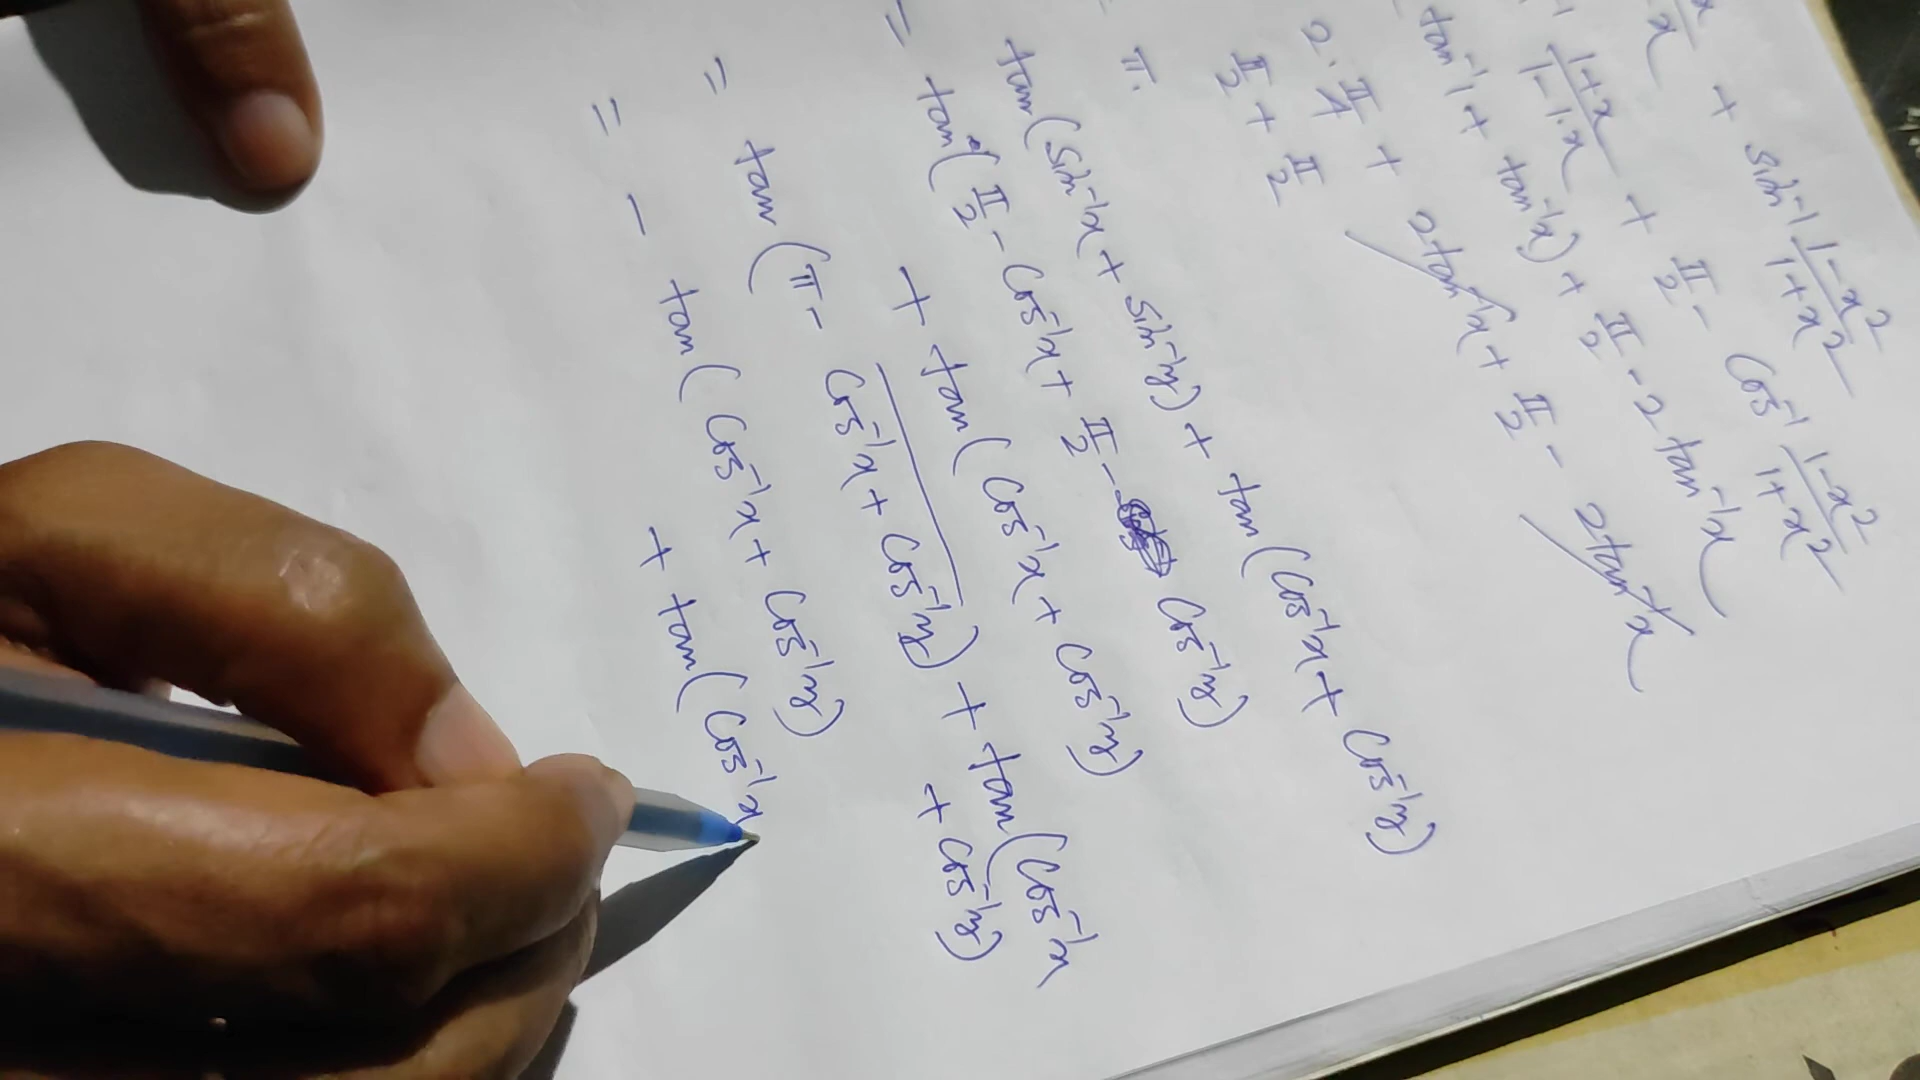 x/x + sin⁻¹ (1-x²)/(1+x²)
(1+x)/(1-1.x) + π/2 - cos⁻¹ (1-x²)/(1+x²)
tan⁻¹1 + tan⁻¹x) + π/2 - 2 tan⁻¹x
2. π/4 + 2tan⁻¹x + π/2 - 2tan⁻¹x
π/2 + π/2
π.
tan(sin⁻¹x + sin⁻¹y) + tan(cos⁻¹x + cos⁻¹y)
= tan(π/2 - cos⁻¹x + π/2 - cos⁻¹y)
+ tan(cos⁻¹x + cos⁻¹y)
= tan(π - cos⁻¹x + cos⁻¹y) + tan(cos⁻¹x
+ cos⁻¹y)
= - tan(cos⁻¹x + cos⁻¹y)
+ tan(cos⁻¹x